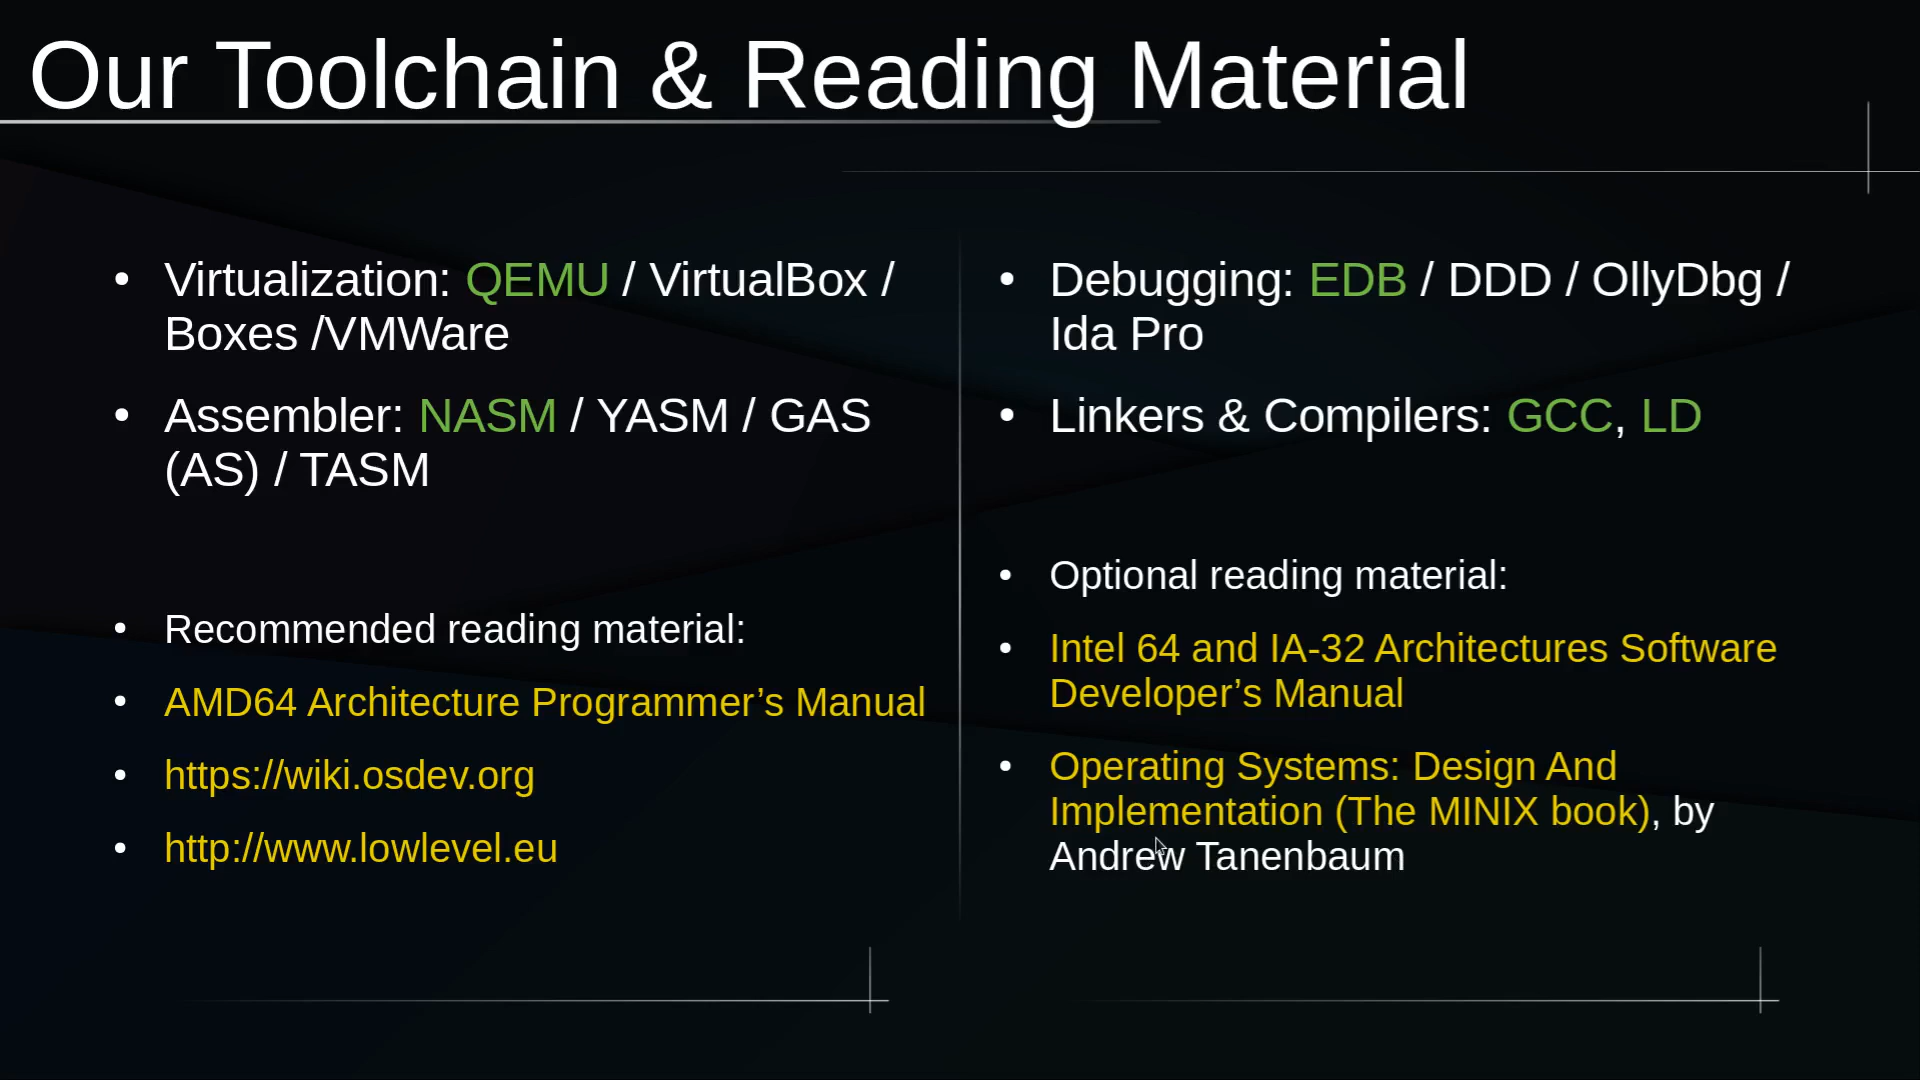 Our Toolchain & Reading Material
• Virtualization: QEMU / VirtualBox /
Boxes /VMWare
• Assembler: NASM / YASM / GAS
(AS) / TASM
• Recommended reading material:
• AMD64 Architecture Programmer’s Manual
• https://wiki.osdev.org
• http://www.lowlevel.eu
• Debugging: EDB / DDD / OllyDbg /
Ida Pro
• Linkers & Compilers: GCC, LD
• Optional reading material:
• Intel 64 and IA-32 Architectures Software
Developer’s Manual
• Operating Systems: Design And
Implementation (The MINIX book), by
Andrew Tanenbaum